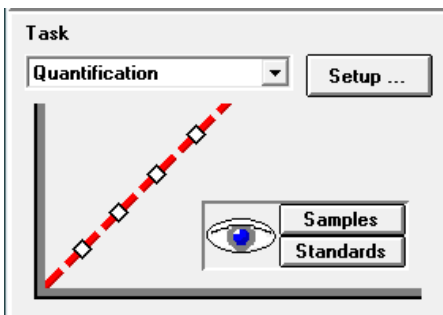 Task
Quantification
Setup ...
Samples
Standards